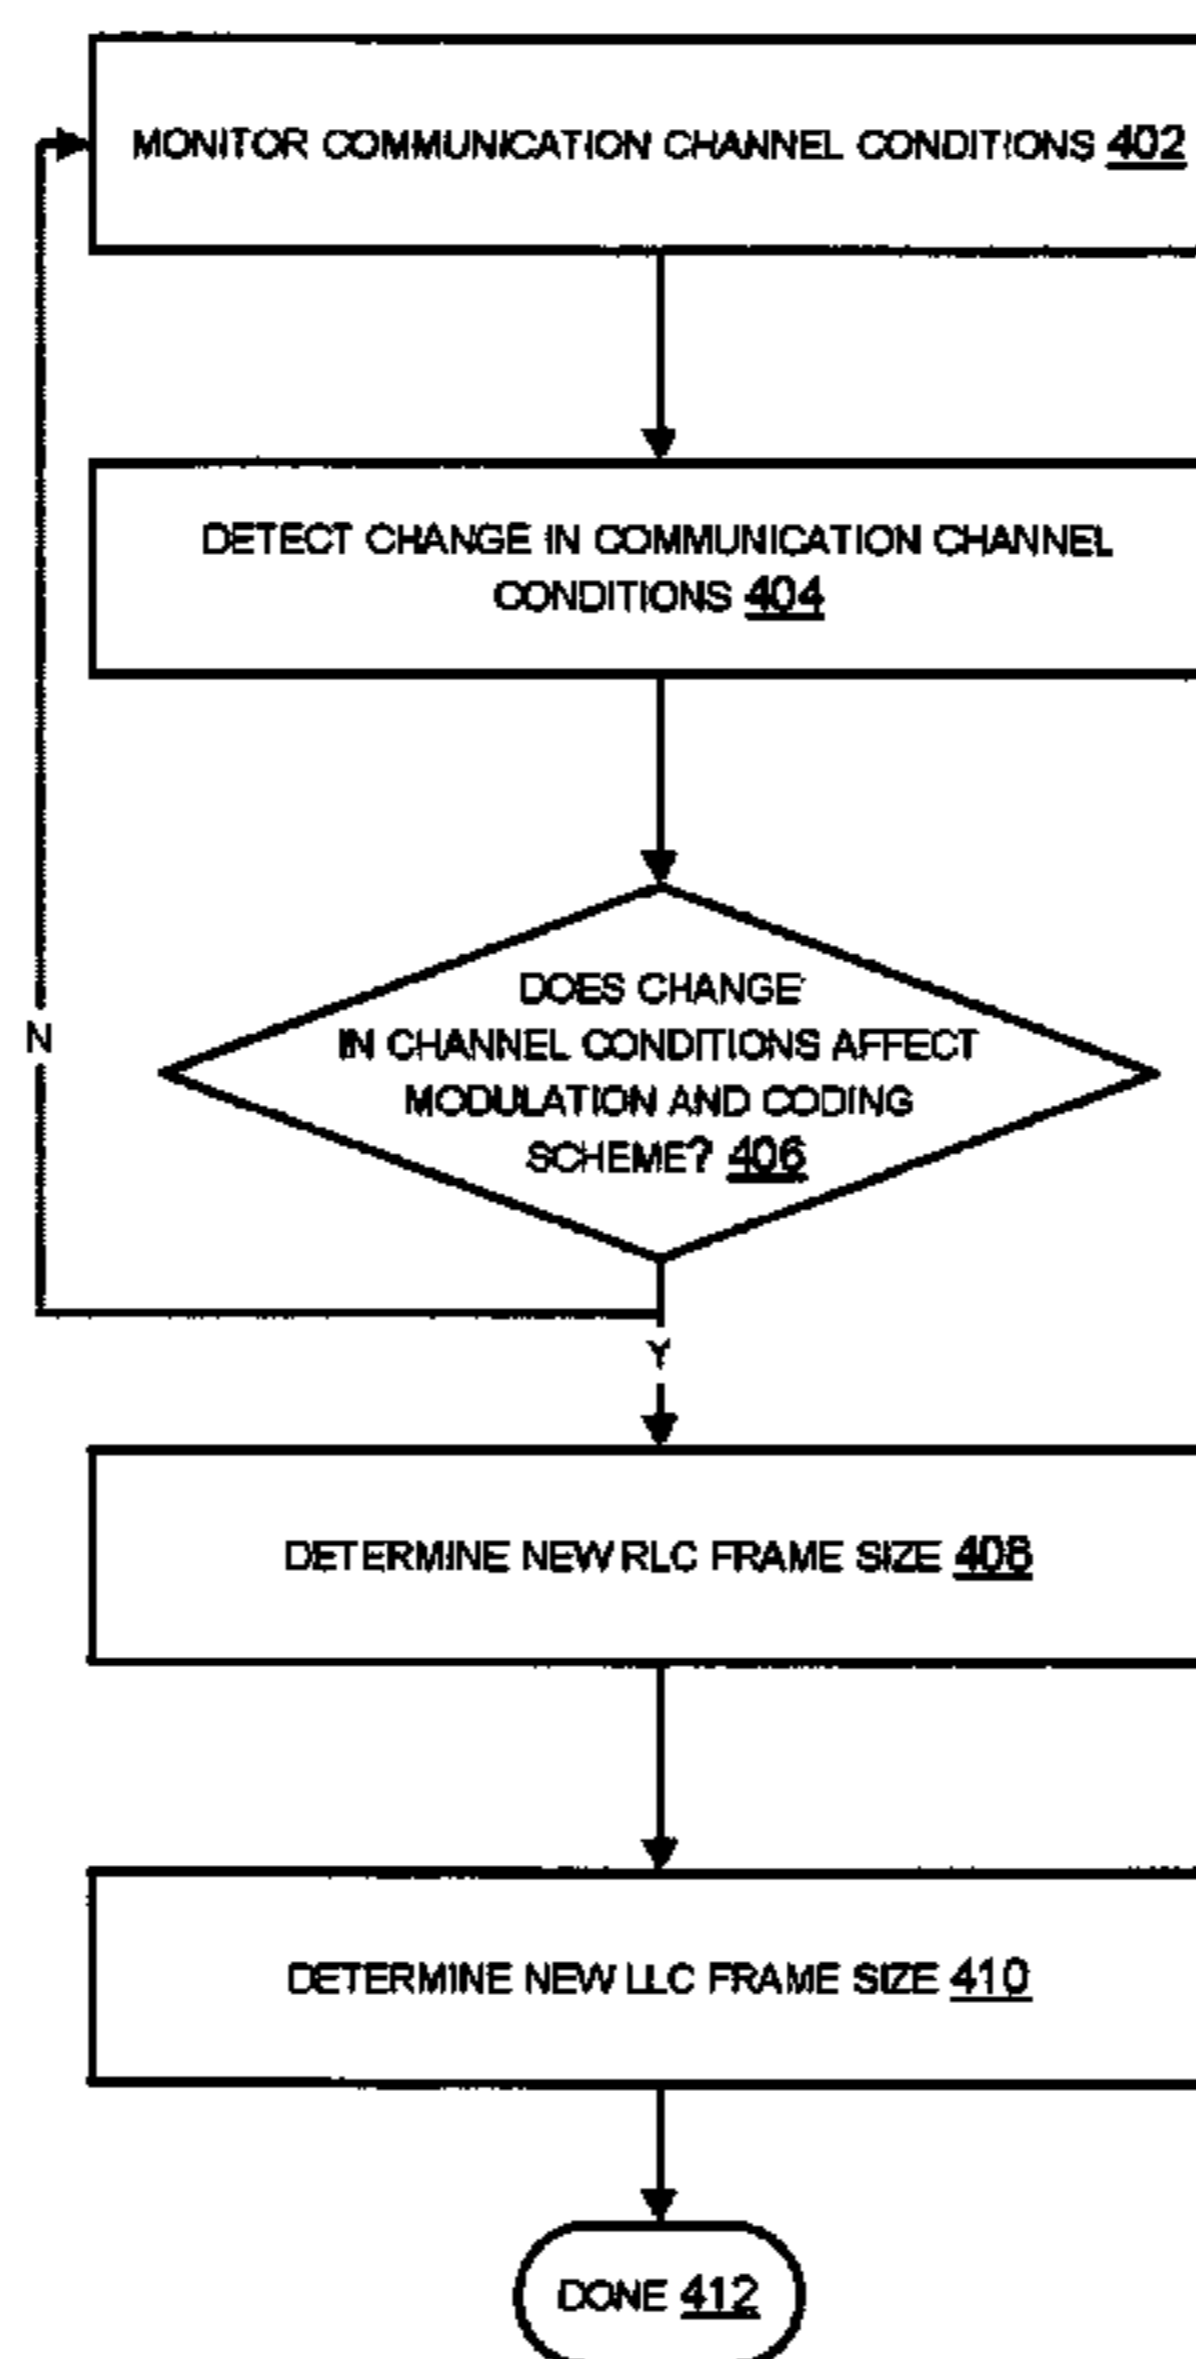 MONITOR COMMUNICATION CHANNEL CONDITIONS 402
DETECT CHANGE IN COMMUNICATION CHANNEL
CONDITIONS 404
DOES CHANGE
IN CHANNEL CONDITIONS AFFECT
MODULATION AND CODING
SCHEME? 406
N
Y
DETERMINE NEW RLC FRAME SIZE 408
DETERMINE NEW LLC FRAME SIZE 410
DONE 412